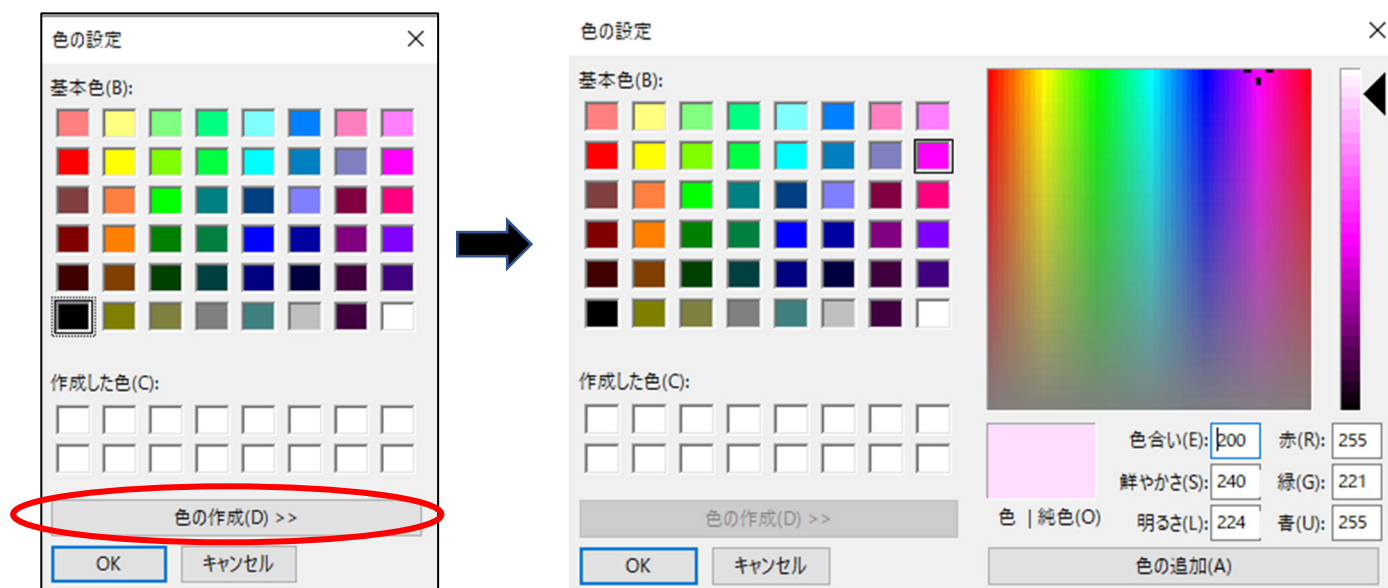 色の設定
基本色(B):
作成した色(C):
色の作成(D) >>
OK
キャンセル
色の設定
基本色(B):
作成した色(C):
色の作成(D) >>
OK
キャンセル
色 | 純色(O)
色合い(E): 200 赤(R): 255
鮮やかさ(S): 240 緑(G): 221
明るさ(L): 224 青(U): 255
色の追加(A)